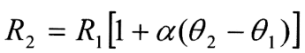 R₂ = R₁[1 + α(θ₂ − θ₁)]